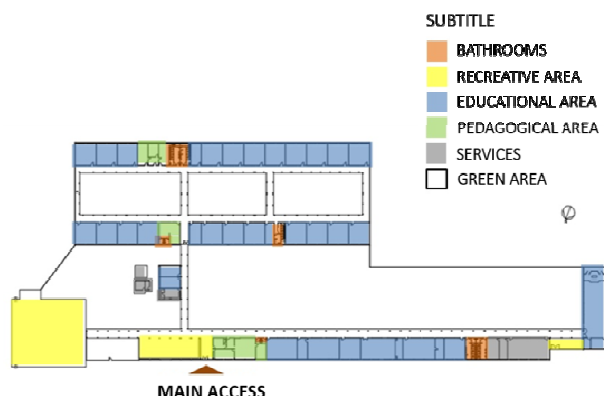 SUBTITLE
BATHROOMS
RECREATIVE AREA
EDUCATIONAL AREA
PEDAGOGICAL AREA
SERVICES
GREEN AREA
MAIN ACCESS